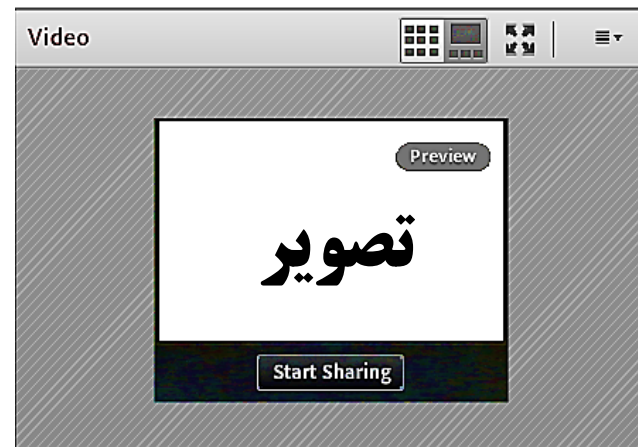 Video
Preview
تصویر
Start Sharing